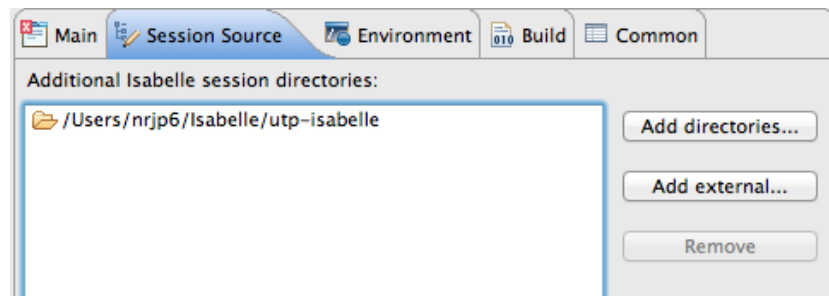 Main Session Source Environment Build Common
Additional Isabelle session directories:
/Users/nrjp6/Isabelle/utp-isabelle
Add directories...
Add external...
Remove